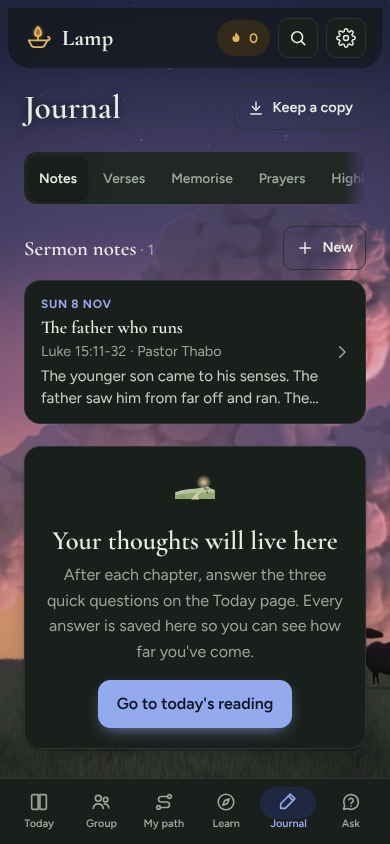 Lamp
0
Journal
Keep a copy
Notes
Verses
Memorise
Prayers
High
Sermon notes · 1
New
SUN 8 NOV
The father who runs
Luke 15:11-32 · Pastor Thabo
The younger son came to his senses. The
father saw him from far off and ran. The...
Your thoughts will live here
After each chapter, answer the three
quick questions on the Today page. Every
answer is saved here so you can see how
far you've come.
Go to today's reading
Today
Group
My path
Learn
Journal
Ask